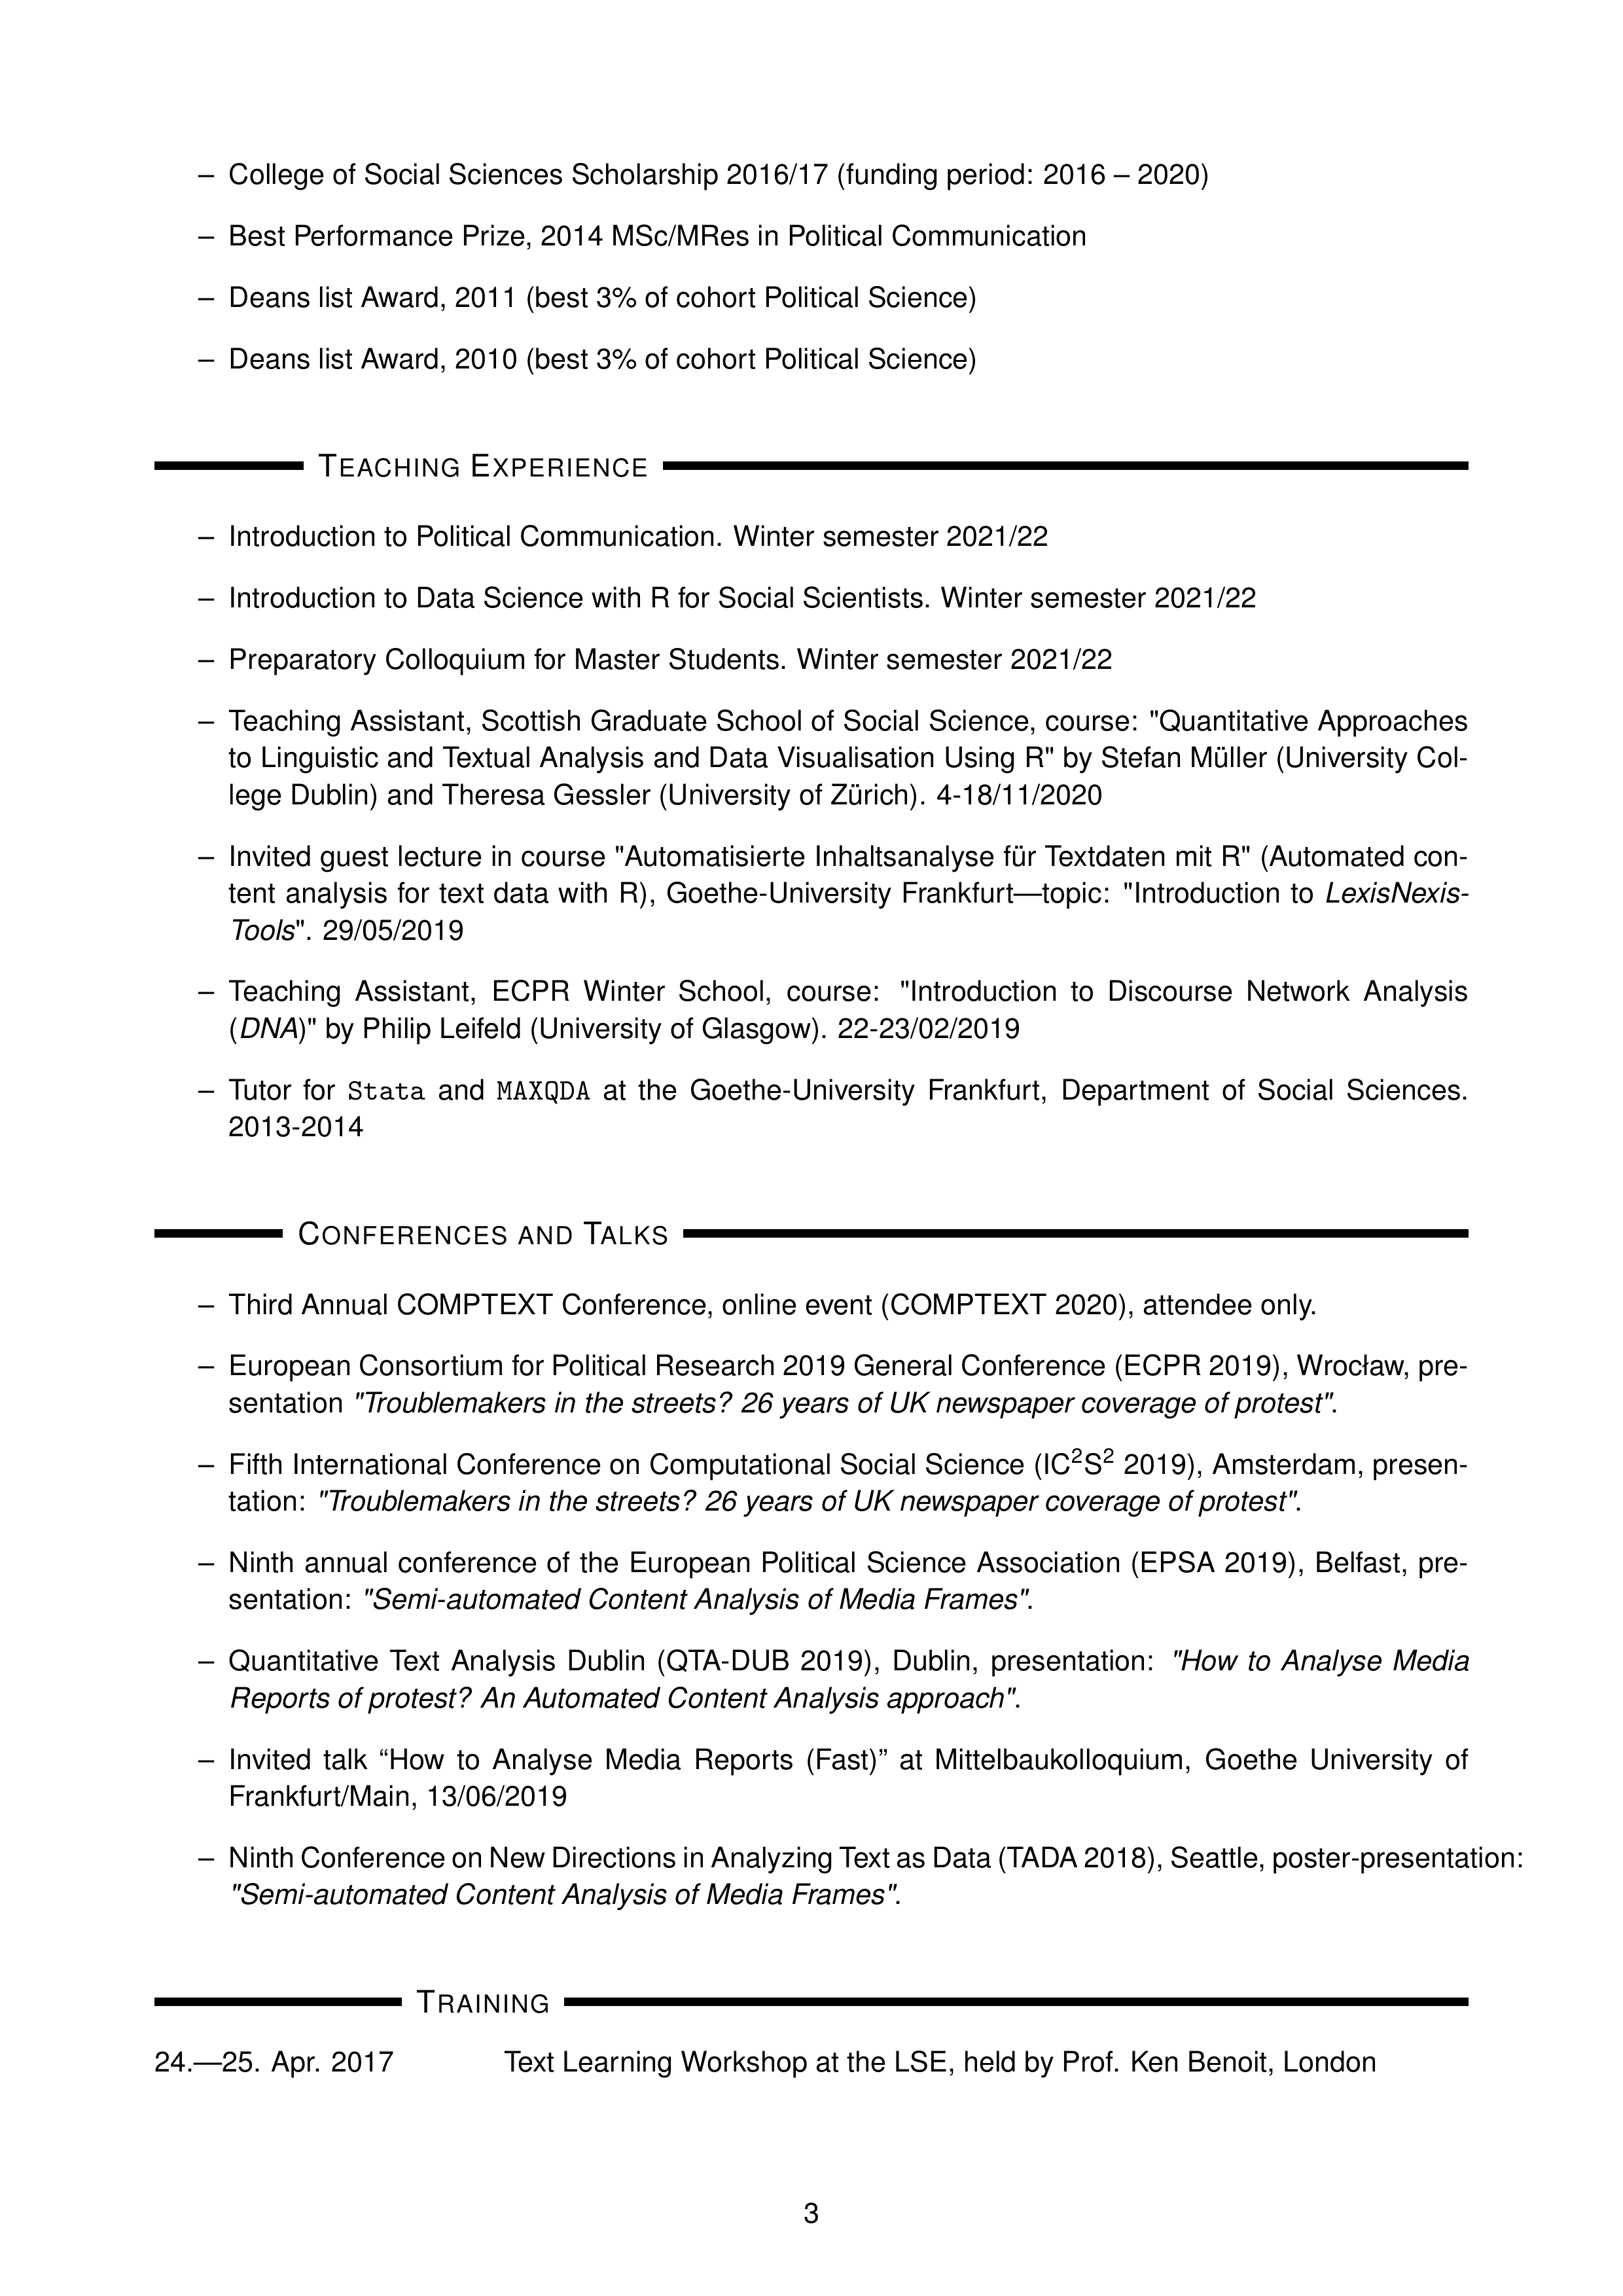 – College of Social Sciences Scholarship 2016/17 (funding period: 2016 – 2020)
– Best Performance Prize, 2014 MSc/MRes in Political Communication
– Deans list Award, 2011 (best 3% of cohort Political Science)
– Deans list Award, 2010 (best 3% of cohort Political Science)
TEACHING EXPERIENCE
– Introduction to Political Communication. Winter semester 2021/22
– Introduction to Data Science with R for Social Scientists. Winter semester 2021/22
– Preparatory Colloquium for Master Students. Winter semester 2021/22
– Teaching Assistant, Scottish Graduate School of Social Science, course: "Quantitative Approaches
to Linguistic and Textual Analysis and Data Visualisation Using R" by Stefan Müller (University Col-
lege Dublin) and Theresa Gessler (University of Zürich). 4-18/11/2020
– Invited guest lecture in course "Automatisierte Inhaltsanalyse für Textdaten mit R" (Automated con-
tent analysis for text data with R), Goethe-University Frankfurt—topic: "Introduction to LexisNexis-
Tools". 29/05/2019
– Teaching Assistant, ECPR Winter School, course: "Introduction to Discourse Network Analysis
(DNA)" by Philip Leifeld (University of Glasgow). 22-23/02/2019
– Tutor for Stata and MAXQDA at the Goethe-University Frankfurt, Department of Social Sciences.
2013-2014
CONFERENCES AND TALKS
– Third Annual COMPTEXT Conference, online event (COMPTEXT 2020), attendee only.
– European Consortium for Political Research 2019 General Conference (ECPR 2019), Wrocław, pre-
sentation "Troublemakers in the streets? 26 years of UK newspaper coverage of protest".
– Fifth International Conference on Computational Social Science (IC²S² 2019), Amsterdam, presen-
tation: "Troublemakers in the streets? 26 years of UK newspaper coverage of protest".
– Ninth annual conference of the European Political Science Association (EPSA 2019), Belfast, pre-
sentation: "Semi-automated Content Analysis of Media Frames".
– Quantitative Text Analysis Dublin (QTA-DUB 2019), Dublin, presentation: "How to Analyse Media
Reports of protest? An Automated Content Analysis approach".
– Invited talk “How to Analyse Media Reports (Fast)” at Mittelbaukolloquium, Goethe University of
Frankfurt/Main, 13/06/2019
– Ninth Conference on New Directions in Analyzing Text as Data (TADA 2018), Seattle, poster-presentation:
"Semi-automated Content Analysis of Media Frames".
TRAINING
24.—25. Apr. 2017 Text Learning Workshop at the LSE, held by Prof. Ken Benoit, London
3